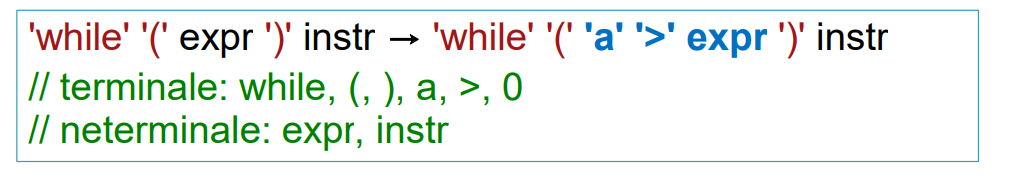 'while' '(' expr ')' instr → 'while' '(' 'a' '>' expr ')' instr
// terminale: while, (, ), a, >, 0
// neterminale: expr, instr